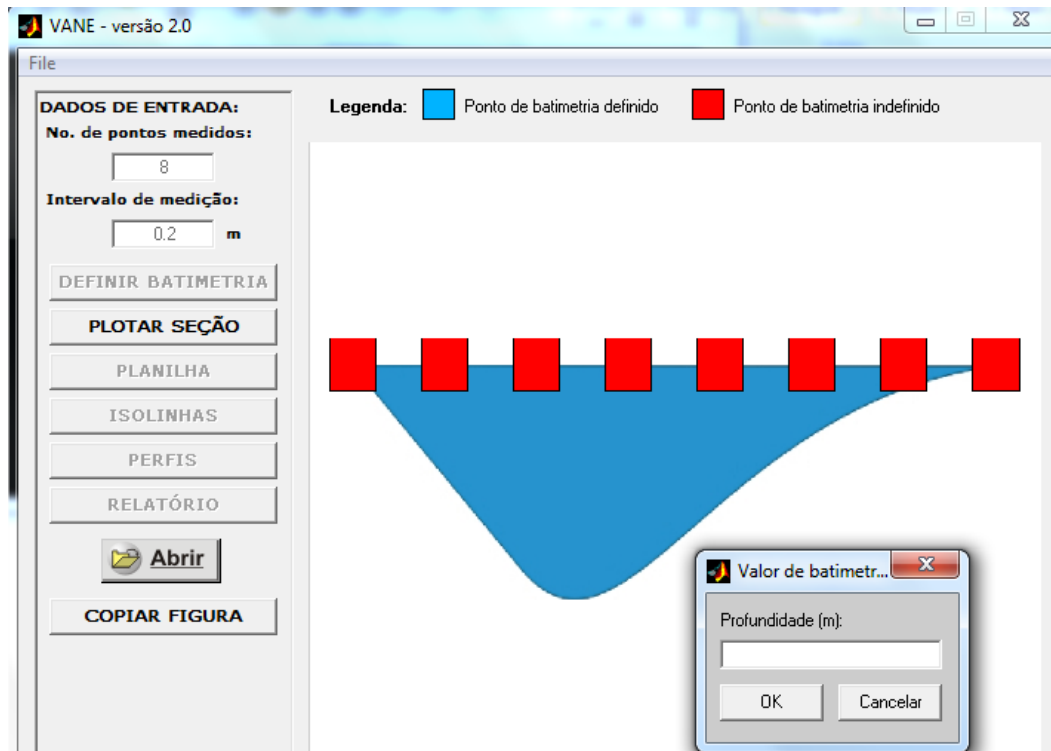 VANE - versão 2.0
File
DADOS DE ENTRADA:
No. de pontos medidos:
8
Intervalo de medição:
0.2 m
DEFINIR BATIMETRIA
PLOTAR SEÇÃO
PLANILHA
ISOLINHAS
PERFIS
RELATÓRIO
Abrir
COPIAR FIGURA
Legenda: Ponto de batimetria definido Ponto de batimetria indefinido
Valor de batimetr...
Profundidade (m):
OK Cancelar